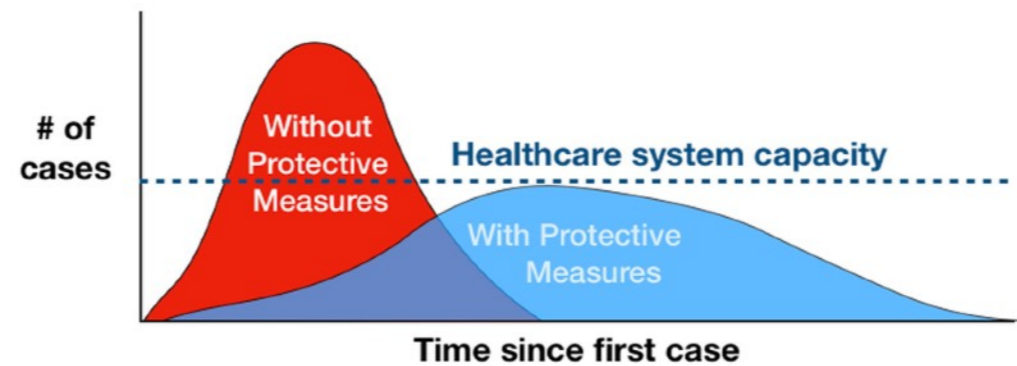 # of
cases
Without
Protective
Measures
Healthcare system capacity
With Protective
Measures
Time since first case